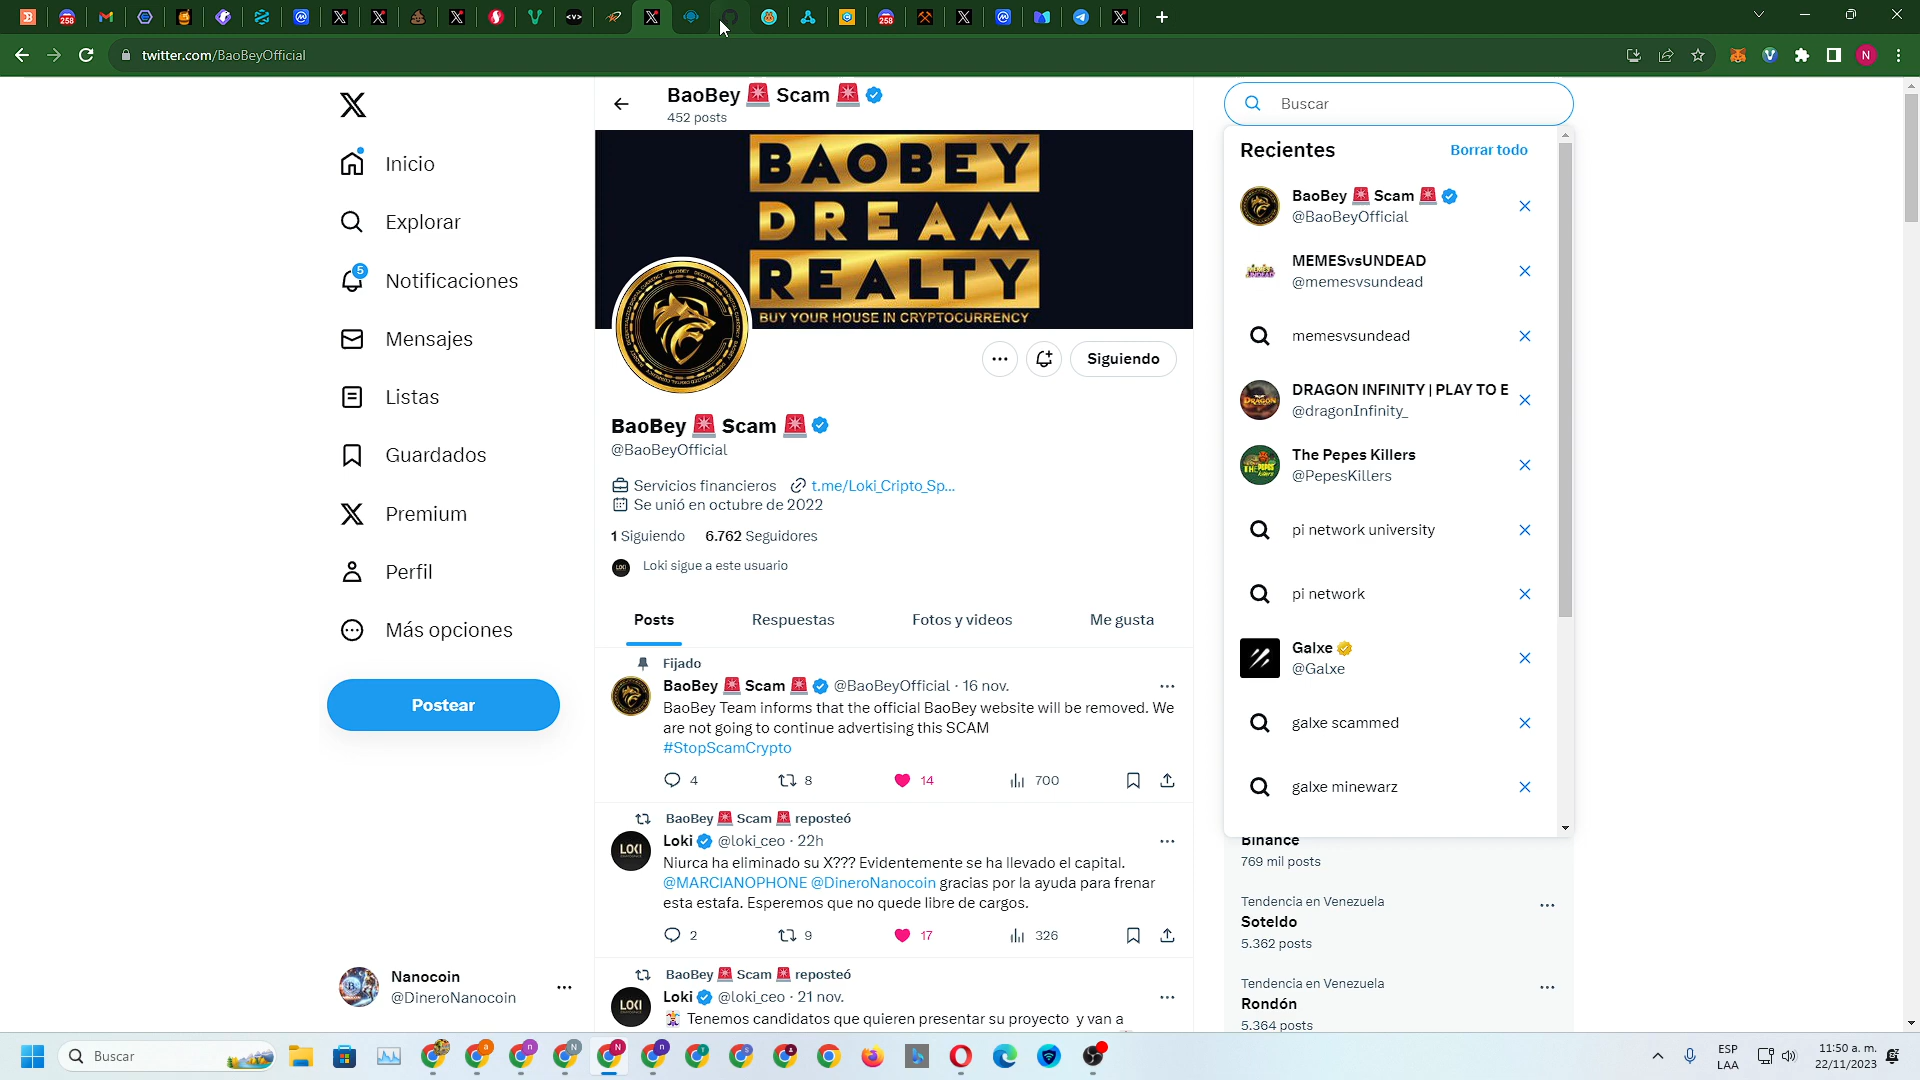 twitter.com/BaoBeyOfficial
BaoBey 🚨 Scam 🚨
452 posts
Inicio
Explorar
5
Notificaciones
Mensajes
Listas
Guardados
Premium
Perfil
Más opciones
Postear
Nanocoin
@DineroNanocoin
BAOBEY
DREAM
REALTY
BUY YOUR HOUSE IN CRYPTOCURRENCY
Siguiendo
BaoBey 🚨 Scam 🚨
@BaoBeyOfficial
Servicios financieros t.me/Loki_Cripto_Sp...
Se unió en octubre de 2022
1 Siguiendo 6.762 Seguidores
Loki sigue a este usuario
Posts Respuestas Fotos y videos Me gusta
Fijado
BaoBey 🚨 Scam 🚨 @BaoBeyOfficial · 16 nov.
BaoBey Team informs that the official BaoBey website will be removed. We
are not going to continue advertising this SCAM
#StopScamCrypto
4 8 14 700
BaoBey 🚨 Scam 🚨 reposteó
LOKI
Loki @loki_ceo · 22h
Niurca ha eliminado su X??? Evidentemente se ha llevado el capital.
@MARCIANOPHONE @DineroNanocoin gracias por la ayuda para frenar
esta estafa. Esperemos que no quede libre de cargos.
2 9 17 326
BaoBey 🚨 Scam 🚨 reposteó
LOKI
Loki @loki_ceo · 21 nov.
🃏 Tenemos candidatos que quieren presentar su proyecto y van a
Buscar
Recientes Borrar todo
BaoBey 🚨 Scam 🚨
@BaoBeyOfficial
MEMESvsUNDEAD
@memesvsundead
memesvsundead
DRAGON INFINITY | PLAY TO E
@dragonInfinity_
The Pepes Killers
@PepesKillers
pi network university
pi network
Galxe
@Galxe
galxe scammed
galxe minewarz
Binance
769 mil posts
Tendencia en Venezuela
Soteldo
5.362 posts
Tendencia en Venezuela
Rondón
5.364 posts
Buscar
ESP
LAA
11:50 a. m.
22/11/2023